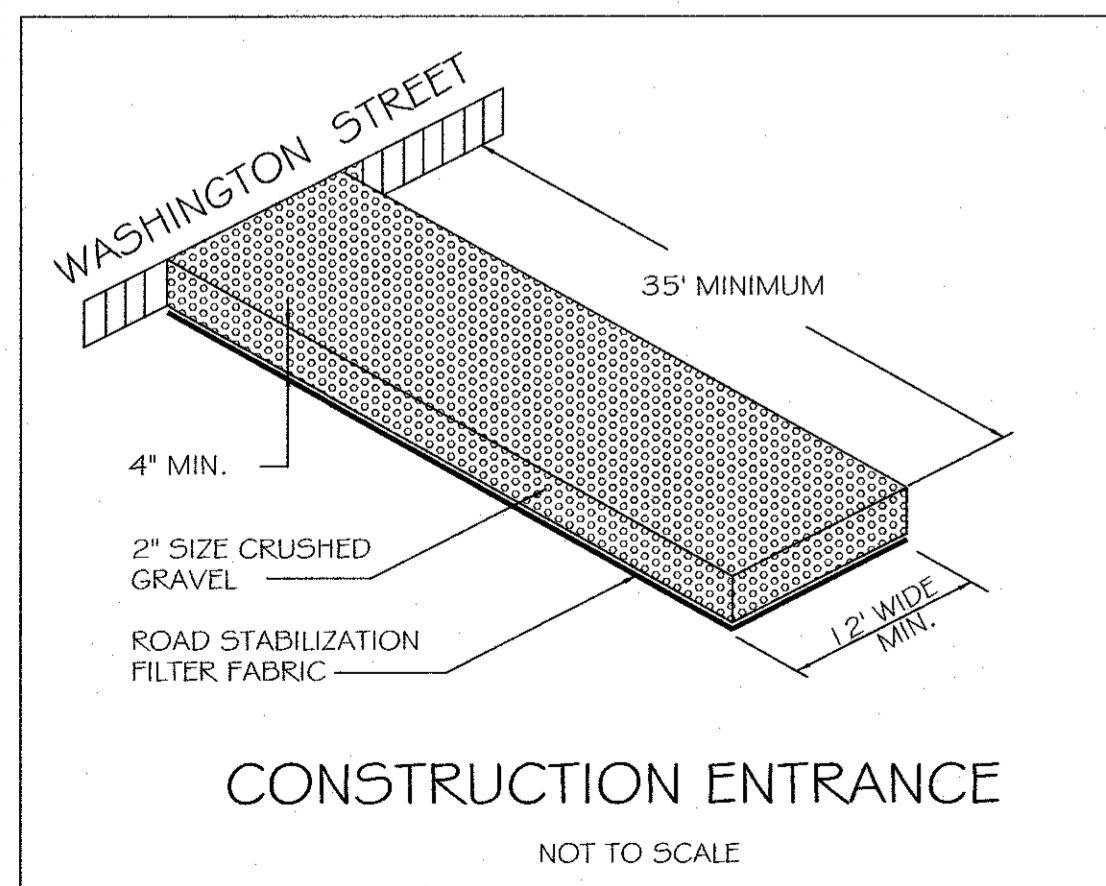 WASHINGTON STREET
35' MINIMUM
4" MIN.
2" SIZE CRUSHED
GRAVEL
ROAD STABILIZATION
FILTER FABRIC
12' WIDE
MIN.
CONSTRUCTION ENTRANCE
NOT TO SCALE